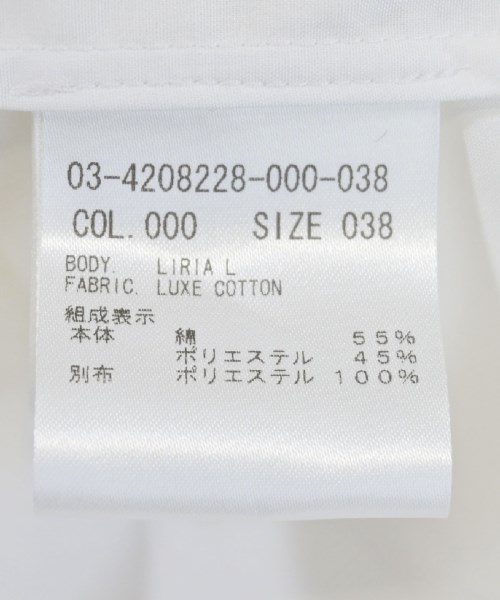 03-4208228-000-038
COL. 000 SIZE 038
BODY. LIRIA L
FABRIC. LUXE COTTON
組成表示
本体 綿 55%
ポリエステル 45%
別布 ポリエステル 100%